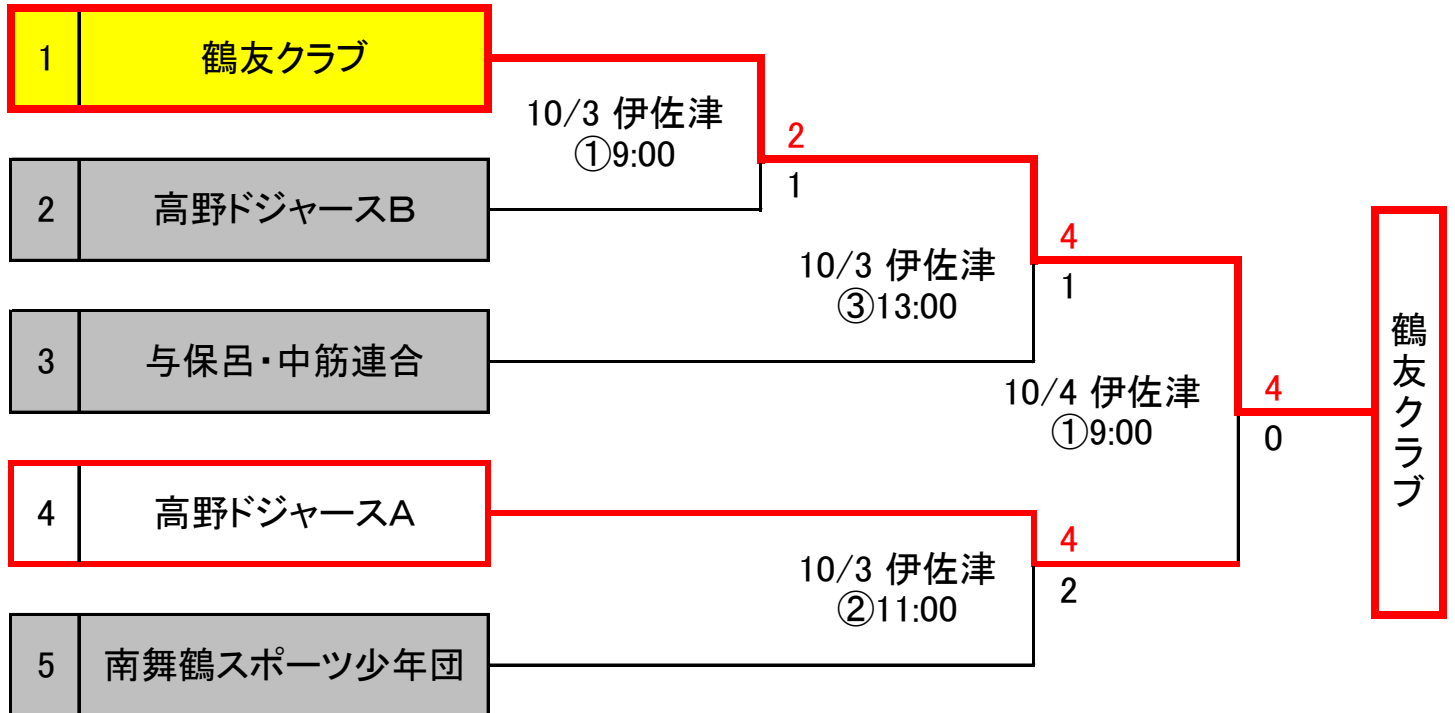 1 鶴友クラブ
10/3 伊佐津
①9:00
2
1
2 高野ドジャースB
10/3 伊佐津
③13:00
4
1
3 与保呂・中筋連合
10/4 伊佐津
①9:00
4
0
鶴友クラブ
4 高野ドジャースA
10/3 伊佐津
②11:00
4
2
5 南舞鶴スポーツ少年団